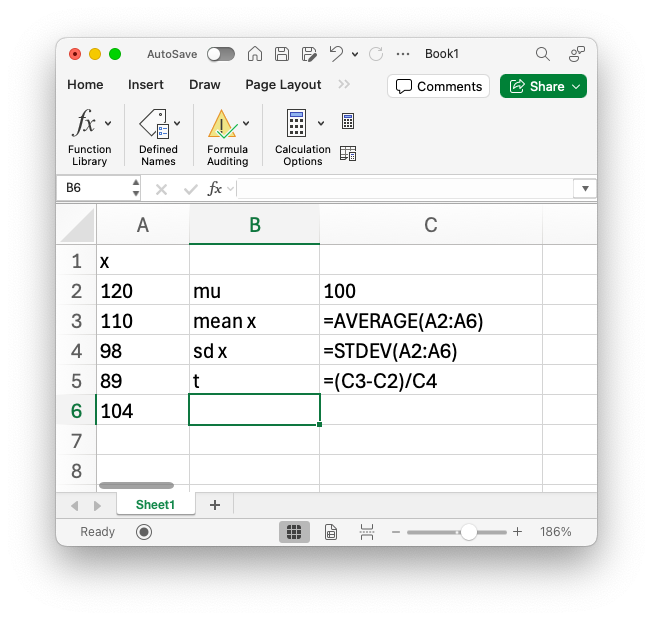 AutoSave ... Book1
Home Insert Draw Page Layout >> Comments Share
fx
Function Library
Defined Names
Formula Auditing
Calculation Options
B6 fx
A B C
1 x
2 120 mu 100
3 110 mean x =AVERAGE(A2:A6)
4 98 sd x =STDEV(A2:A6)
5 89 t =(C3-C2)/C4
6 104
7
8
Sheet1 +
Ready − + 186%